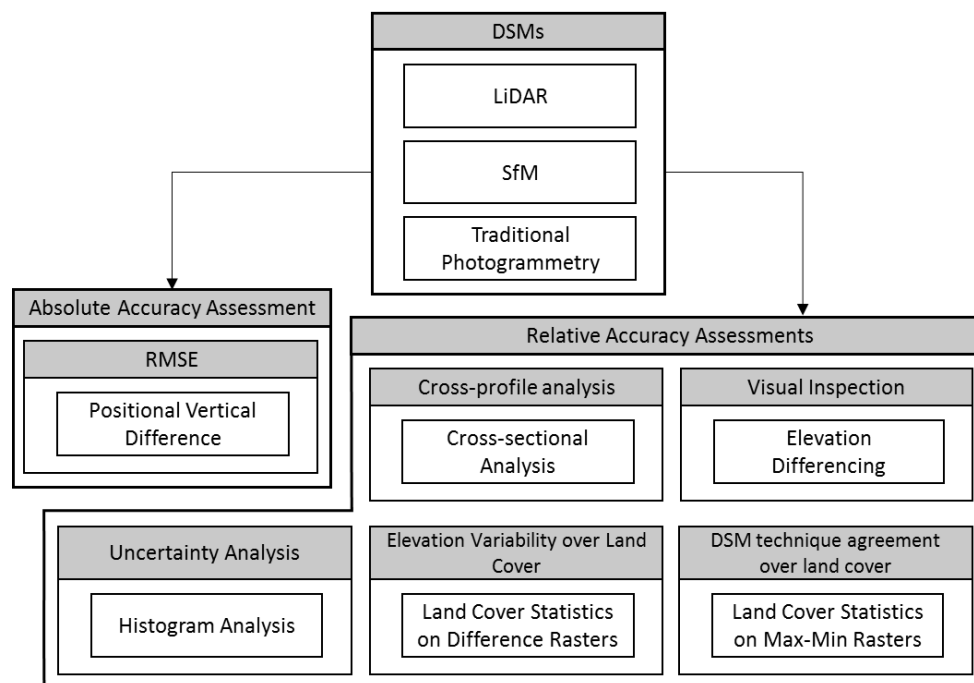 DSMs
LiDAR
SfM
Traditional
Photogrammetry
Absolute Accuracy Assessment
RMSE
Positional Vertical
Difference
Relative Accuracy Assessments
Cross-profile analysis
Cross-sectional
Analysis
Visual Inspection
Elevation
Differencing
Uncertainty Analysis
Histogram Analysis
Elevation Variability over Land
Cover
Land Cover Statistics
on Difference Rasters
DSM technique agreement
over land cover
Land Cover Statistics
on Max-Min Rasters